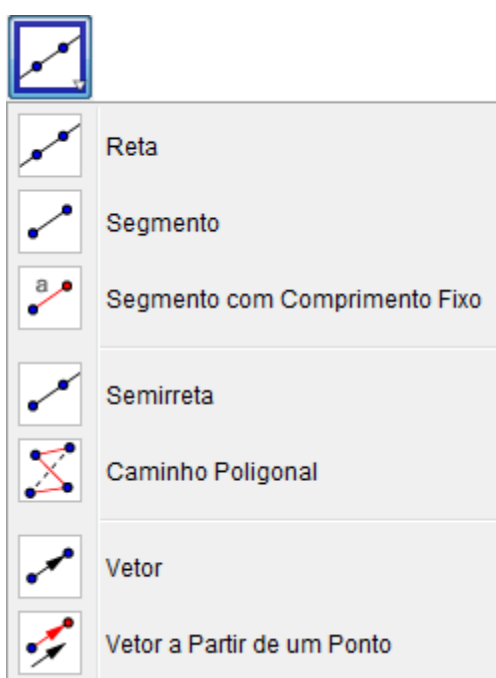 Reta
Segmento
a
Segmento com Comprimento Fixo
Semirreta
Caminho Poligonal
Vetor
Vetor a Partir de um Ponto